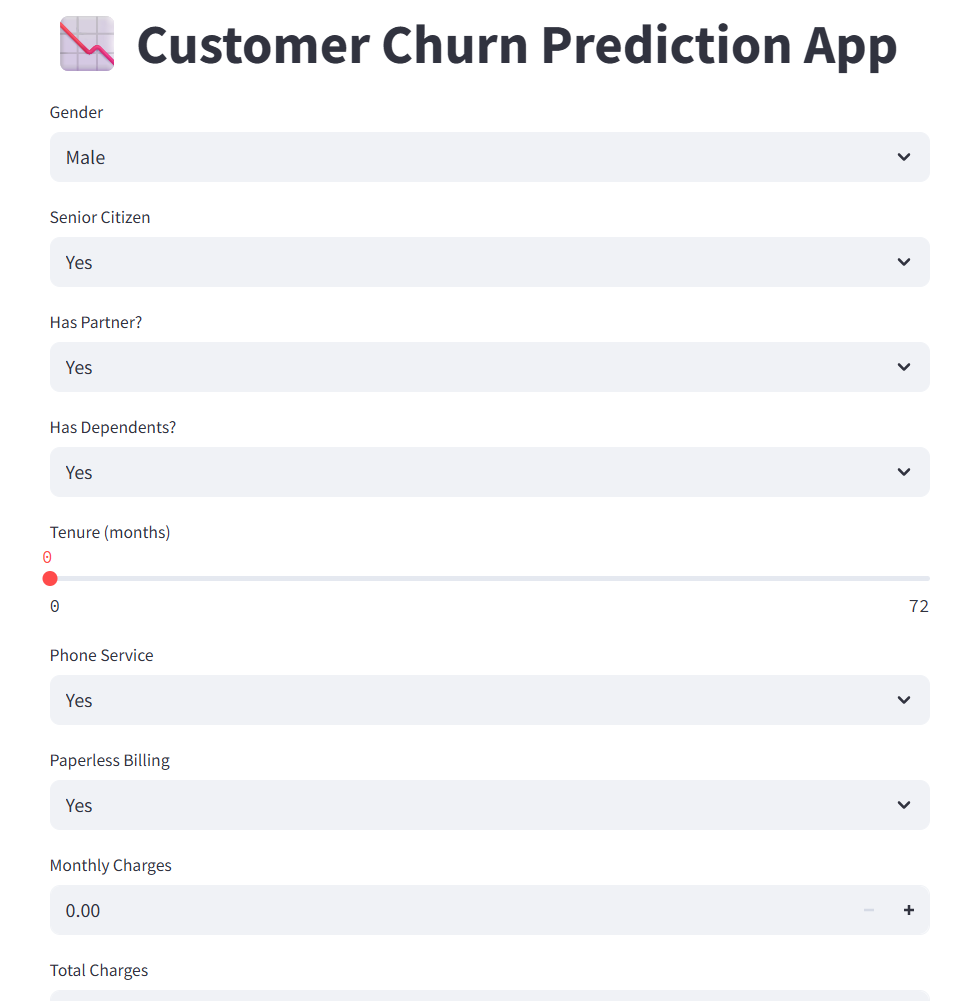 Customer Churn Prediction App
Gender
Male
Senior Citizen
Yes
Has Partner?
Yes
Has Dependents?
Yes
Tenure (months)
0
0 72
Phone Service
Yes
Paperless Billing
Yes
Monthly Charges
0.00
Total Charges